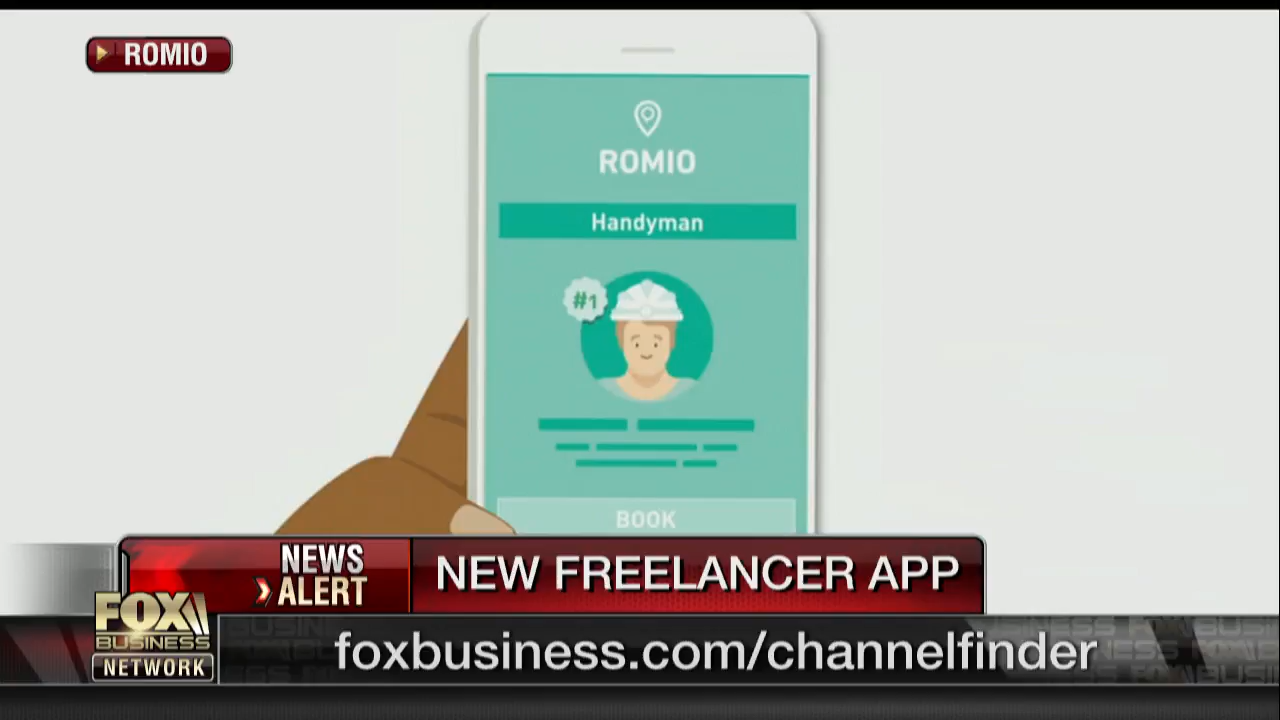 ROMIO
ROMIO
Handyman
#1
BOOK
NEWS
ALERT
NEW FREELANCER APP
FOX
BUSINESS
NETWORK
foxbusiness.com/channelfinder